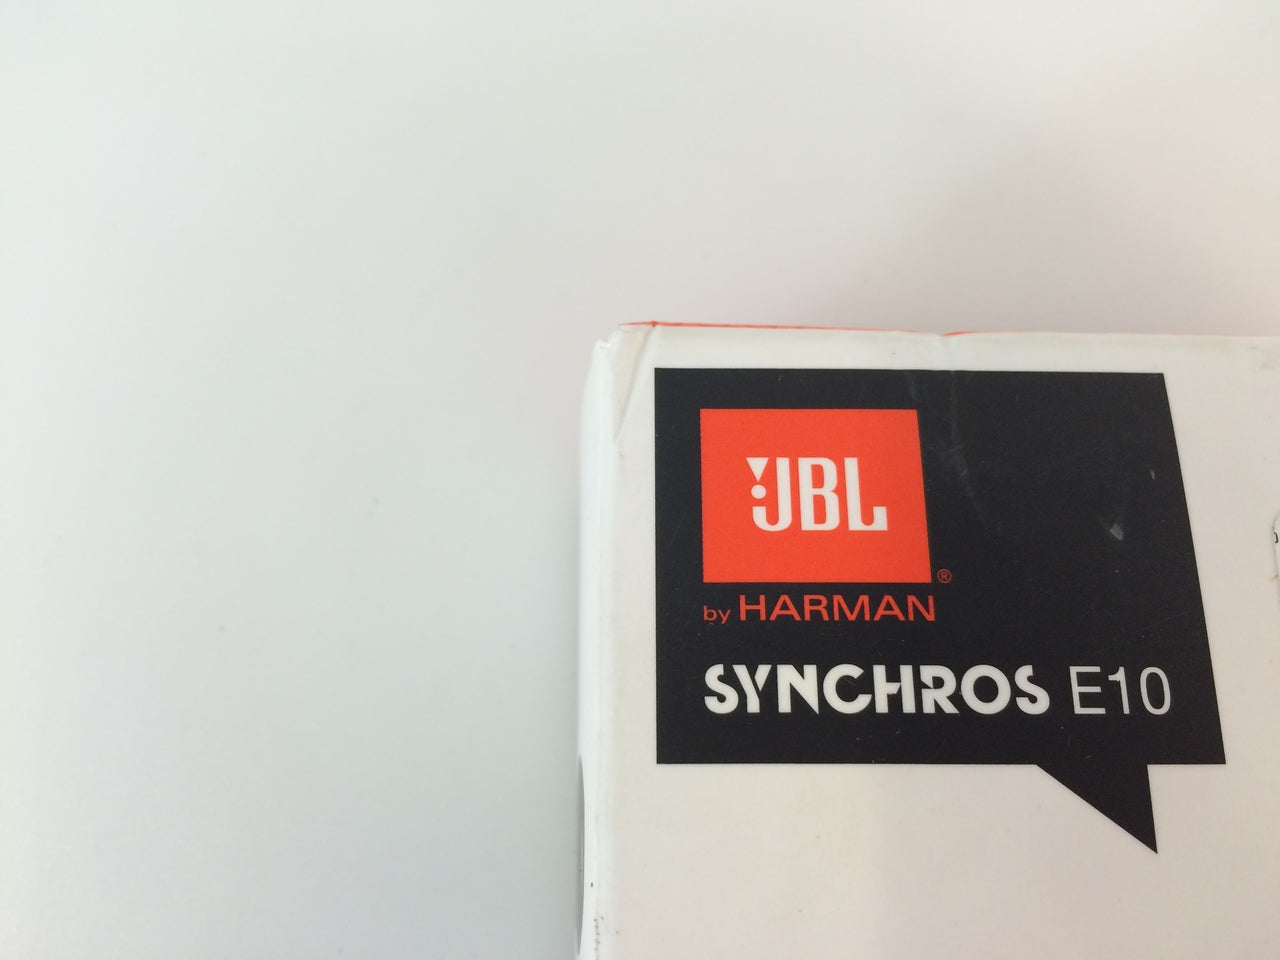 JBL
®
by HARMAN
SYNCHROS E10